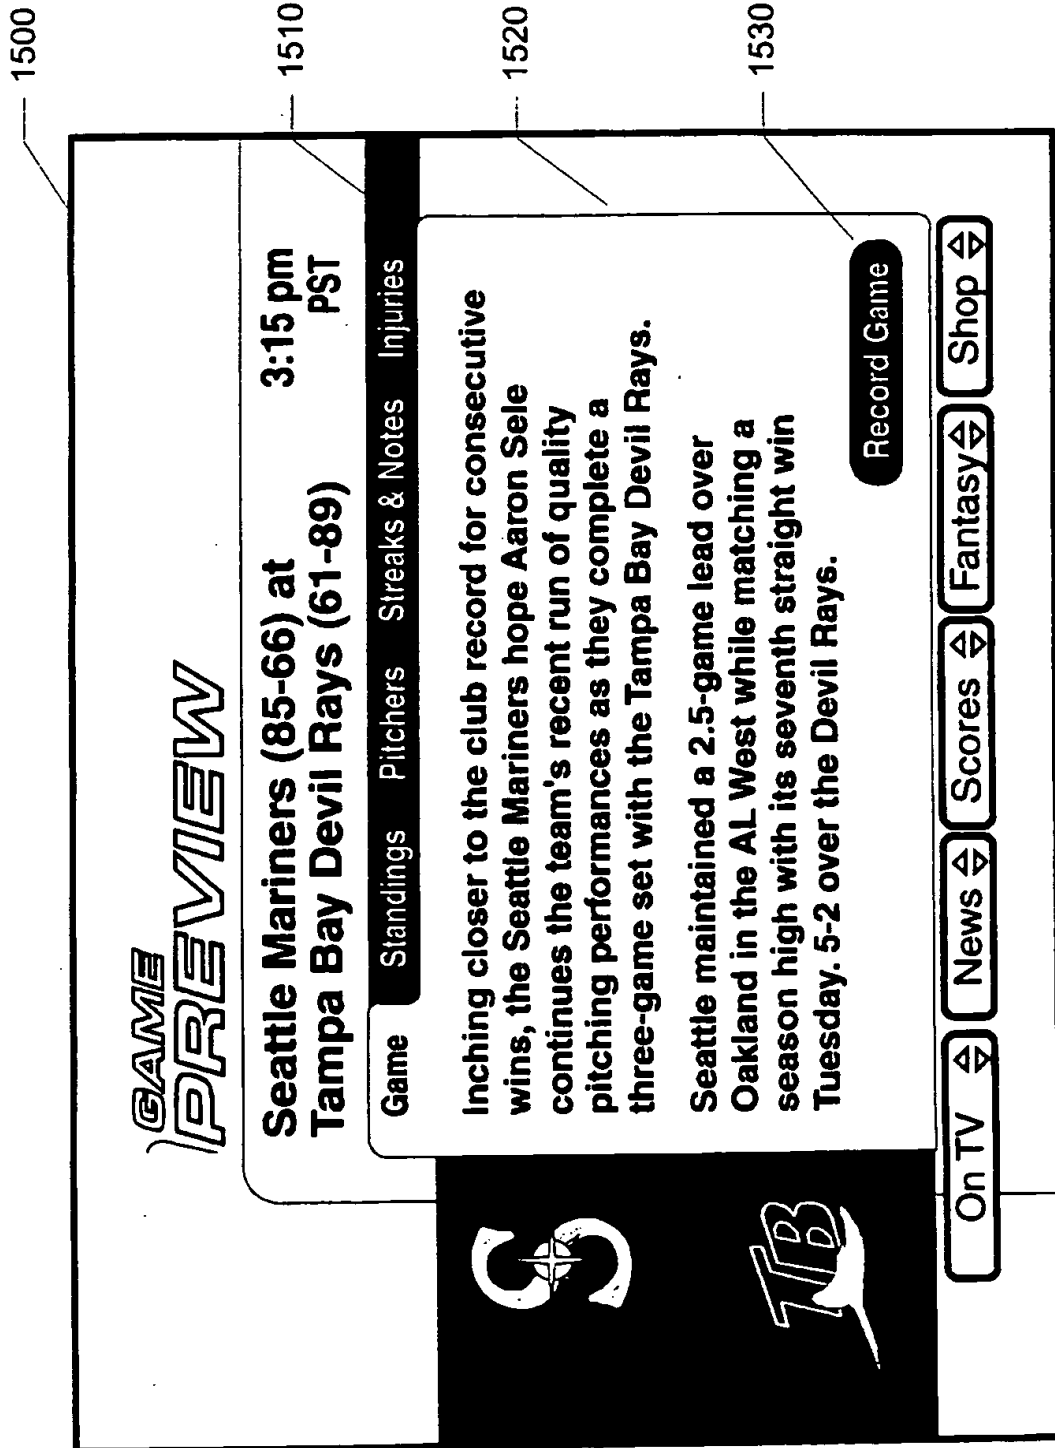 GAME
PREVIEW
Seattle Mariners (85-66) at
Tampa Bay Devil Rays (61-89)
3:15 pm
PST
Game Standings Pitchers Streaks & Notes Injuries
Inching closer to the club record for consecutive
wins, the Seattle Mariners hope Aaron Sele
continues the team's recent run of quality
pitching performances as they complete a
three-game set with the Tampa Bay Devil Rays.
Seattle maintained a 2.5-game lead over
Oakland in the AL West while matching a
season high with its seventh straight win
Tuesday. 5-2 over the Devil Rays.
Record Game
S
TB
On TV News Scores Fantasy Shop
1500
1510
1520
1530